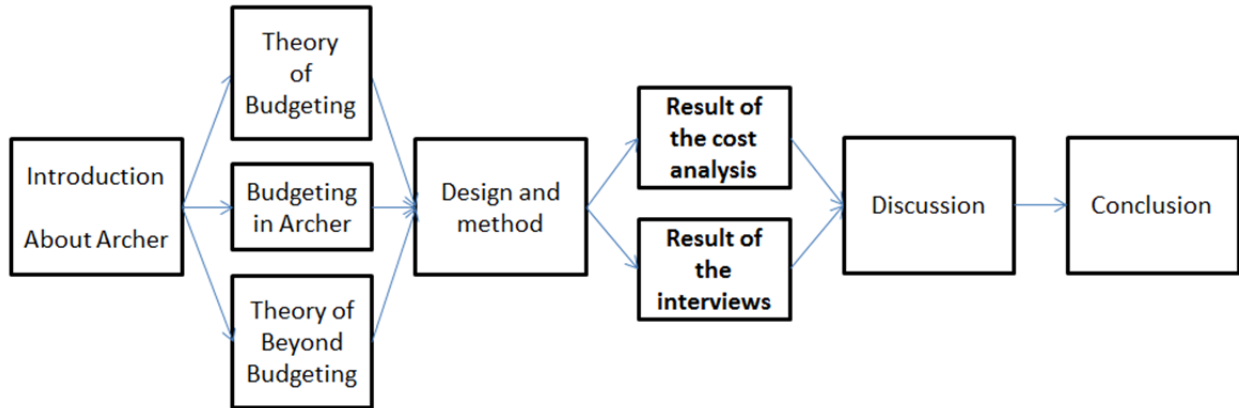 Introduction
About Archer
Theory
of
Budgeting
Budgeting
in Archer
Theory of
Beyond
Budgeting
Design and
method
Result of
the cost
analysis
Result of
the
interviews
Discussion
Conclusion